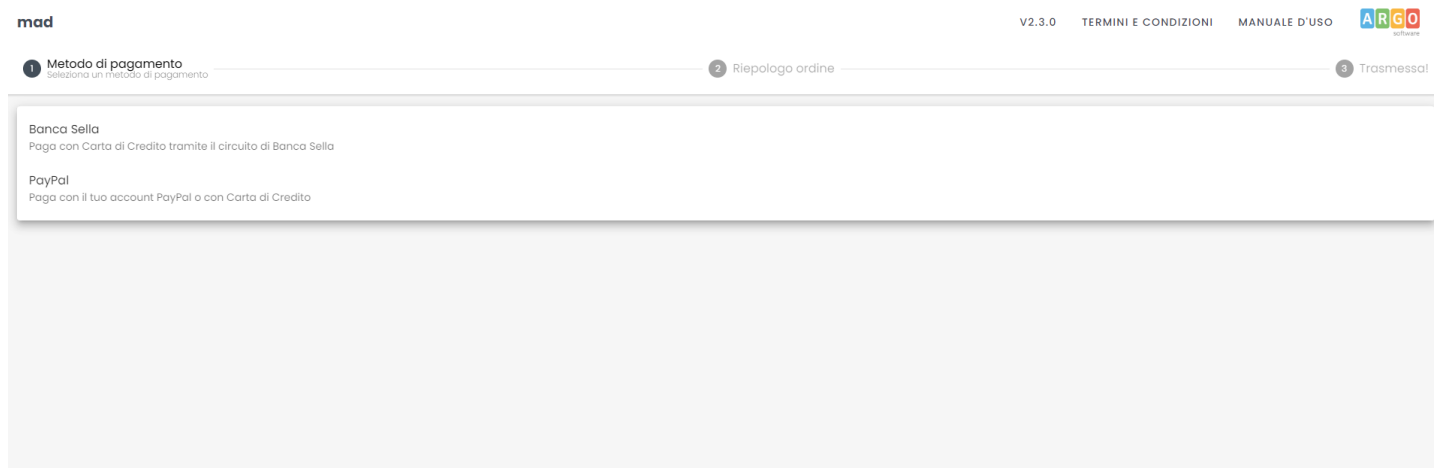 mad
V2.3.0 TERMINI E CONDIZIONI MANUALE D'USO ARGO
software
1 Metodo di pagamento
Seleziona un metodo di pagamento
2 Riepologo ordine
3 Trasmessa!
Banca Sella
Paga con Carta di Credito tramite il circuito di Banca Sella
PayPal
Paga con il tuo account PayPal o con Carta di Credito